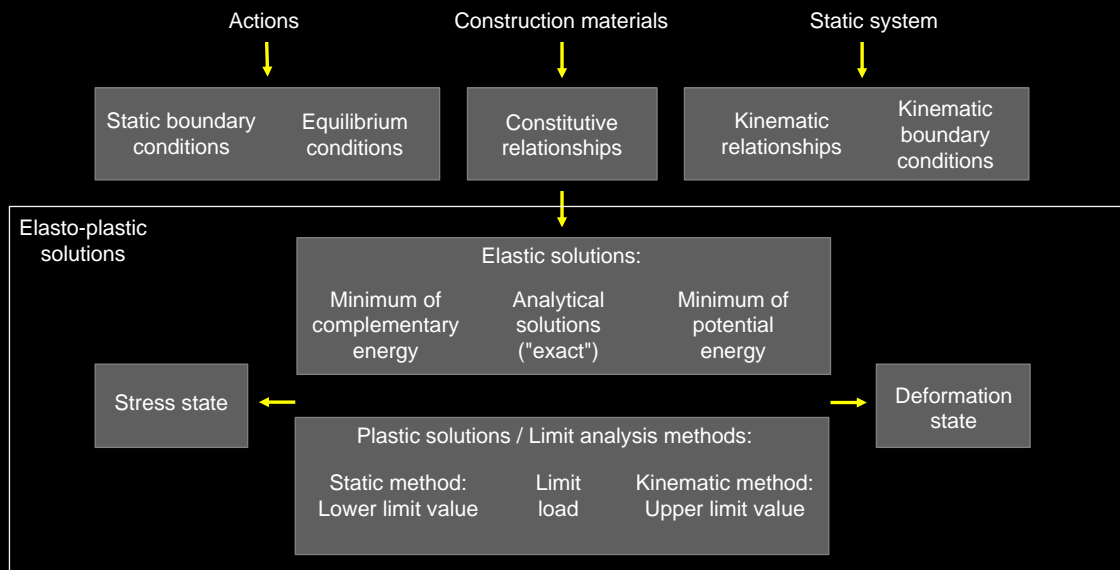 Actions
Construction materials
Static system
Static boundary
conditions
Equilibrium
conditions
Constitutive
relationships
Kinematic
relationships
Kinematic
boundary
conditions
Elasto-plastic
solutions
Elastic solutions:
Minimum of
complementary
energy
Analytical
solutions
("exact")
Minimum of
potential
energy
Stress state
Deformation
state
Plastic solutions / Limit analysis methods:
Static method:
Lower limit value
Limit
load
Kinematic method:
Upper limit value